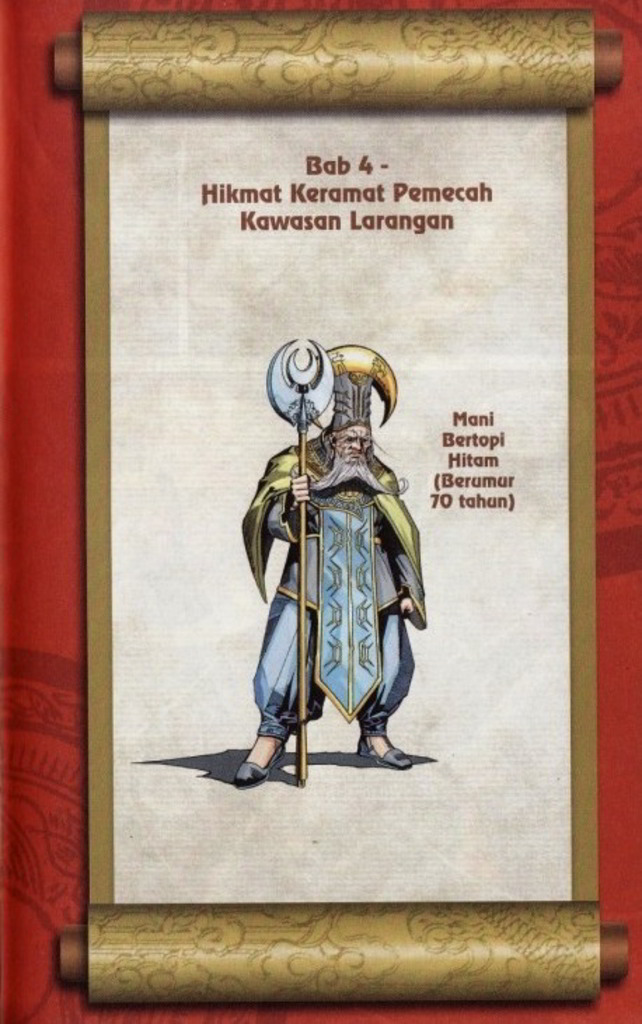 Bab 4 -
Hikmat Keramat Pemecah
Kawasan Larangan
Mani
Bertopi
Hitam
(Berumur
70 tahun)